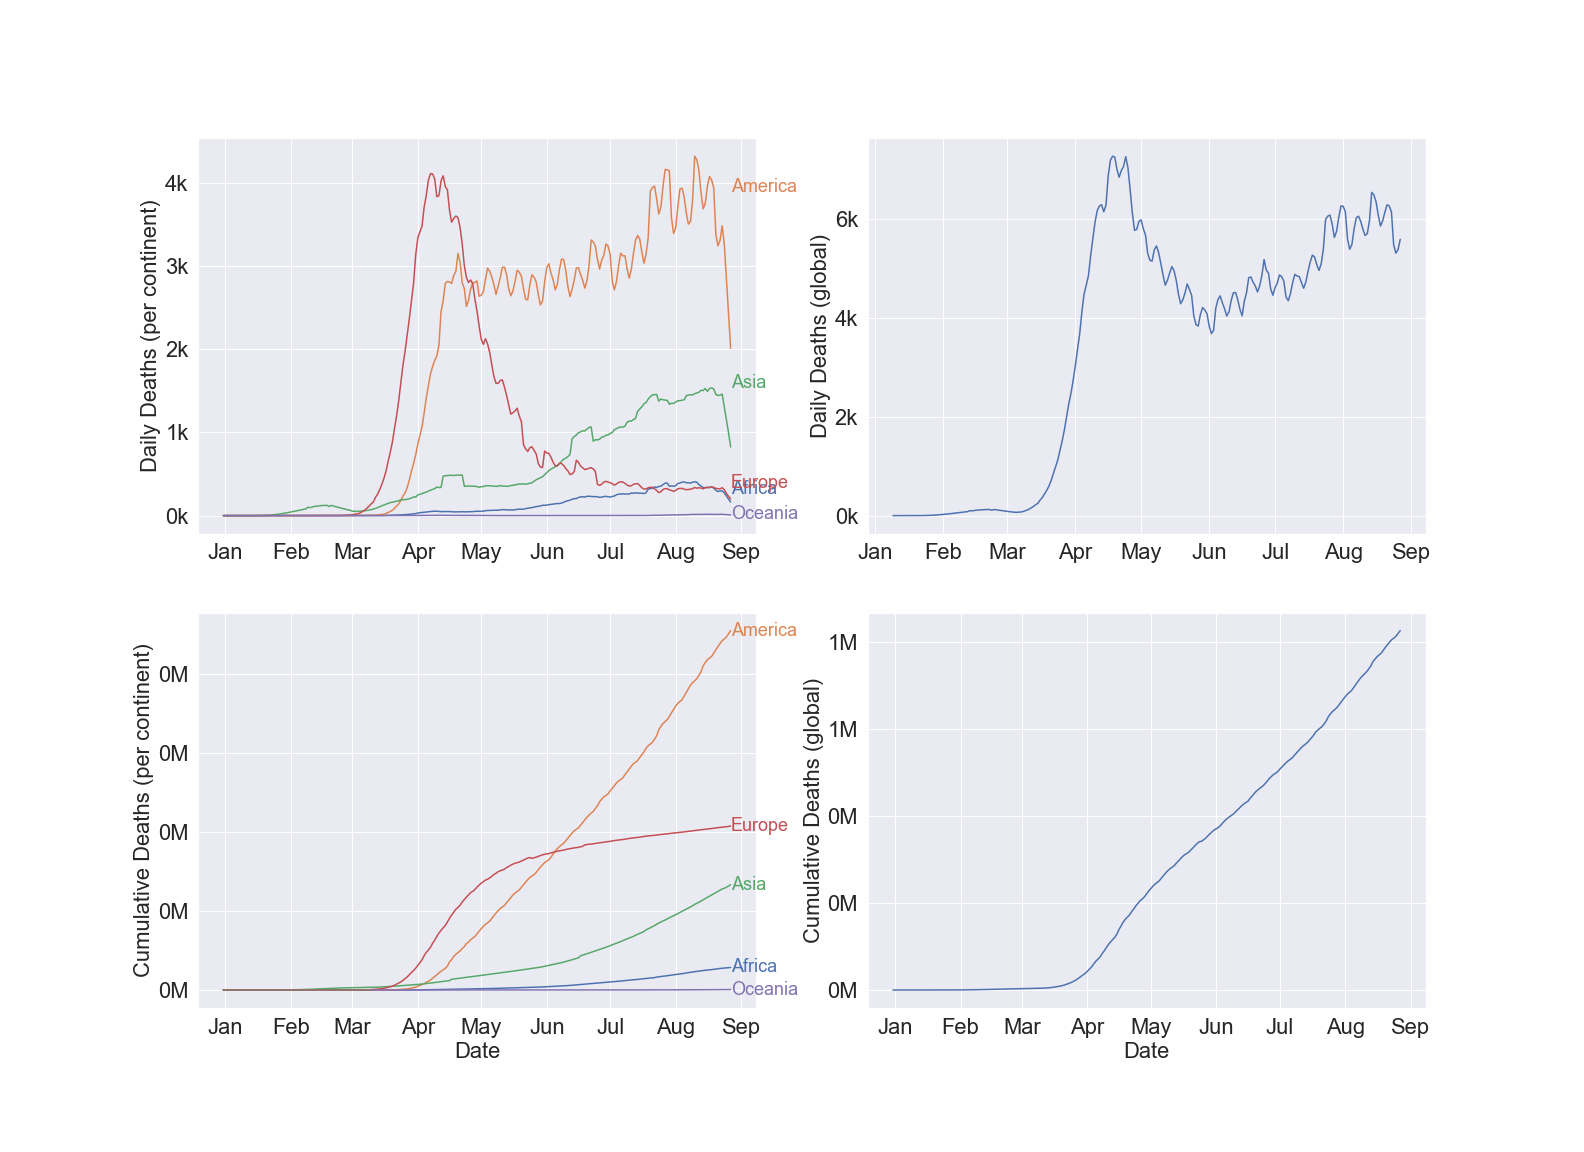 Daily Deaths (per continent)
4k
3k
2k
1k
0k
America
Asia
Europe
Africa
Oceania
Jan Feb Mar Apr May Jun Jul Aug Sep
Daily Deaths (global)
6k
4k
2k
0k
Jan Feb Mar Apr May Jun Jul Aug Sep
Cumulative Deaths (per continent)
0M
0M
0M
0M
0M
America
Europe
Asia
Africa
Oceania
Jan Feb Mar Apr May Jun Jul Aug Sep
Date
Cumulative Deaths (global)
1M
1M
0M
0M
0M
Jan Feb Mar Apr May Jun Jul Aug Sep
Date